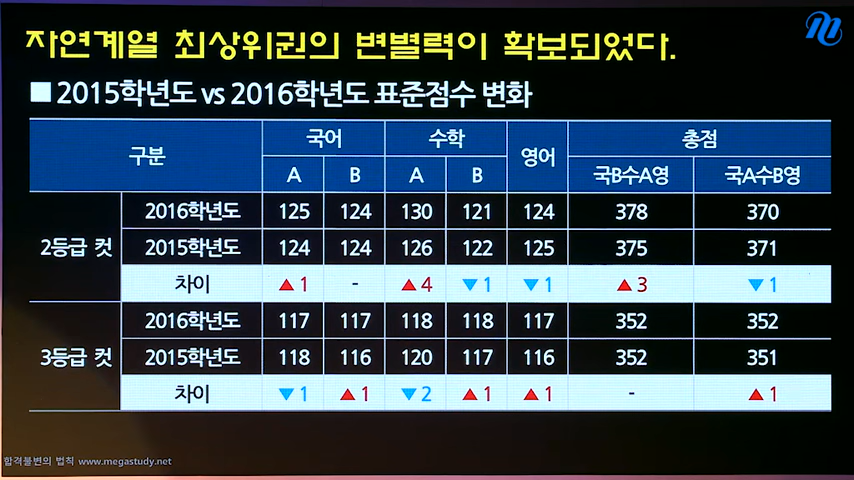 자연계열 최상위권의 변별력이 확보되었다.
■ 2015학년도 vs 2016학년도 표준점수 변화
구분 국어 수학 영어 총점
A B A B 국B수A영 국A수B영
2등급 컷 2016학년도 125 124 130 121 124 378 370
2015학년도 124 124 126 122 125 375 371
차이 ▲1 - ▲4 ▼1 ▼1 ▲3 ▼1
3등급 컷 2016학년도 117 117 118 118 117 352 352
2015학년도 118 116 120 117 116 352 351
차이 ▼1 ▲1 ▼2 ▲1 ▲1 - ▲1
합격불변의 법칙 www.megastudy.net